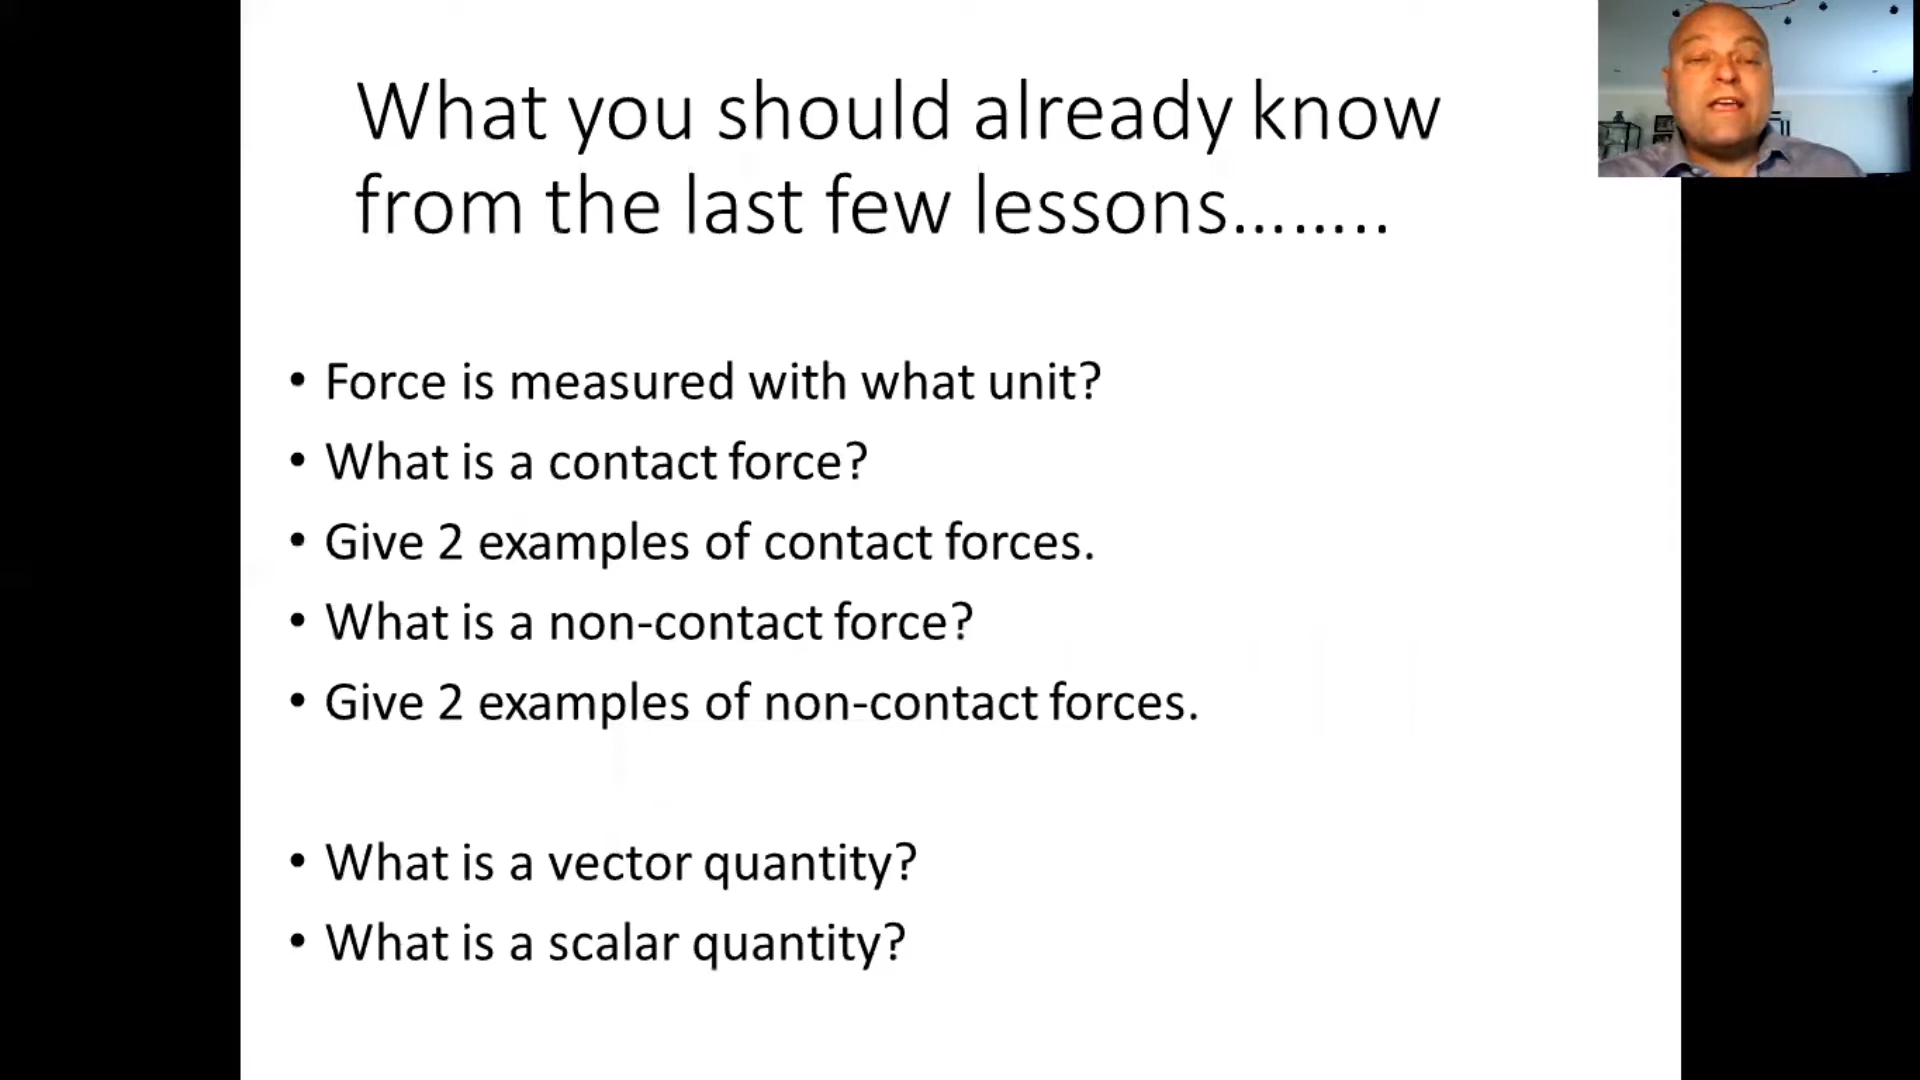 What you should already know
from the last few lessons........
• Force is measured with what unit?
• What is a contact force?
• Give 2 examples of contact forces.
• What is a non-contact force?
• Give 2 examples of non-contact forces.
• What is a vector quantity?
• What is a scalar quantity?